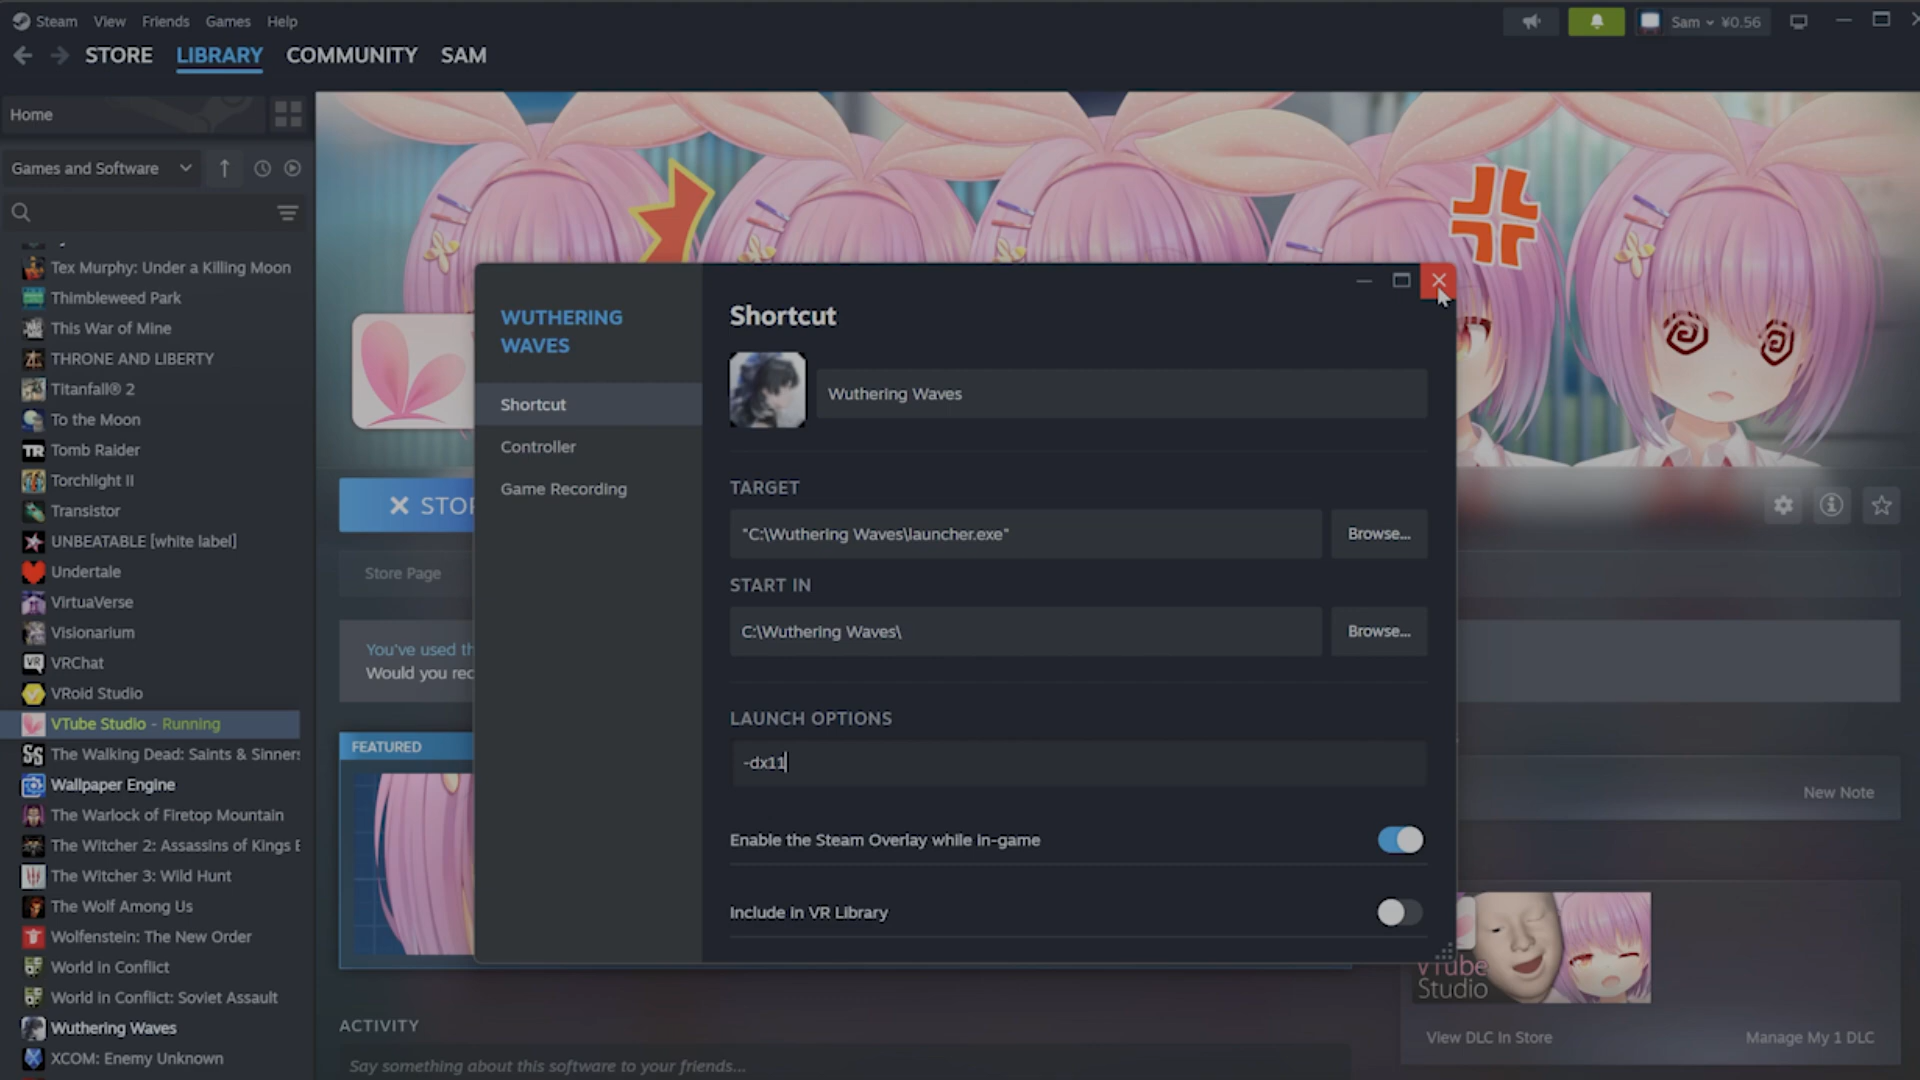 Steam View Friends Games Help
Sam ¥0.56
STORE LIBRARY COMMUNITY SAM
Home
Games and Software
Tex Murphy: Under a Killing Moon
Thimbleweed Park
This War of Mine
THRONE AND LIBERTY
Titanfall® 2
To the Moon
TR Tomb Raider
Torchlight II
Transistor
UNBEATABLE [white label]
Undertale
VirtuaVerse
Visionarium
VR VRChat
VRoid Studio
VTube Studio - Running
SS The Walking Dead: Saints & Sinners
Wallpaper Engine
The Warlock of Firetop Mountain
The Witcher 2: Assassins of Kings E
The Witcher 3: Wild Hunt
The Wolf Among Us
Wolfenstein: The New Order
World in Conflict
World in Conflict: Soviet Assault
Wuthering Waves
XCOM: Enemy Unknown
STOP
Store Page
You've used th
Would you rec
FEATURED
ACTIVITY
Say something about this software to your friends...
WUTHERING
WAVES
Shortcut
Controller
Game Recording
Shortcut
Wuthering Waves
TARGET
"C:\Wuthering Waves\launcher.exe"
Browse...
START IN
C:\Wuthering Waves\
Browse...
LAUNCH OPTIONS
-dx11
Enable the Steam Overlay while in-game
Include in VR Library
New Note
VTube
Studio
View DLC In Store
Manage My 1 DLC